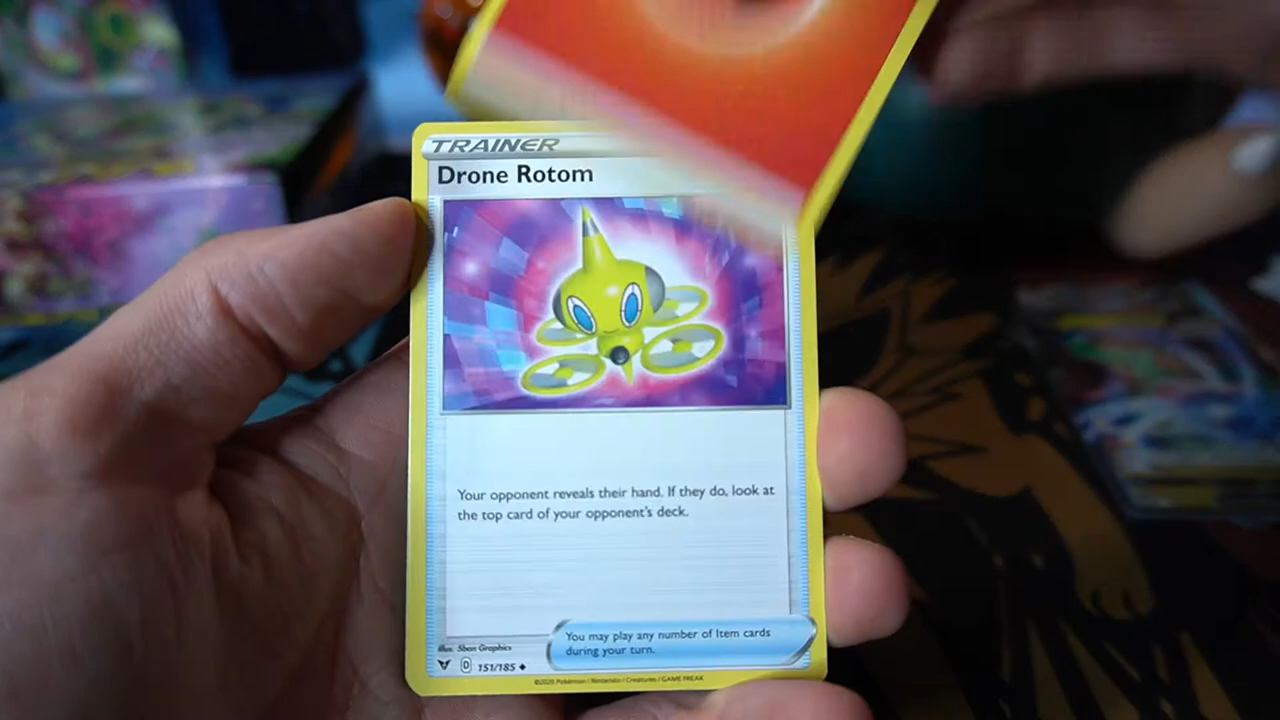 TRAINER
Drone Rotom
Your opponent reveals their hand. If they do, look at
the top card of your opponent's deck.
You may play any number of Item cards
during your turn.
Illus. 5ban Graphics
D 151/185
©2020 Pokémon / Nintendo / Creatures / GAME FREAK